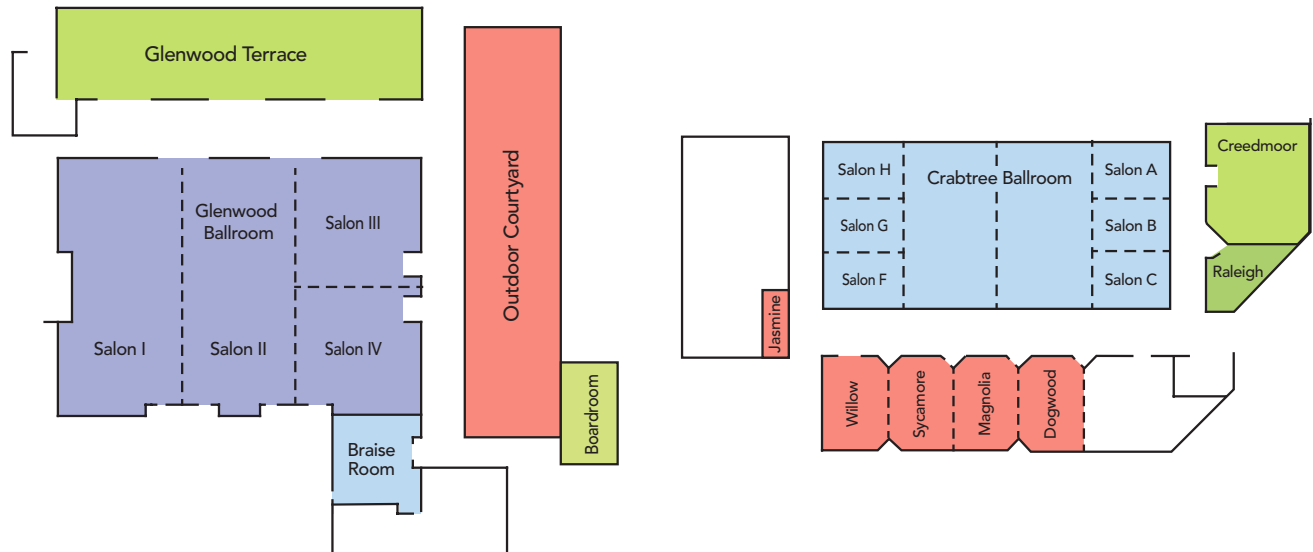 Glenwood Terrace
Glenwood
Ballroom
Salon III
Salon I
Salon II
Salon IV
Braise
Room
Outdoor Courtyard
Boardroom
Jasmine
Salon H
Crabtree Ballroom
Salon A
Salon G
Salon B
Salon F
Salon C
Creedmoor
Raleigh
Willow
Sycamore
Magnolia
Dogwood